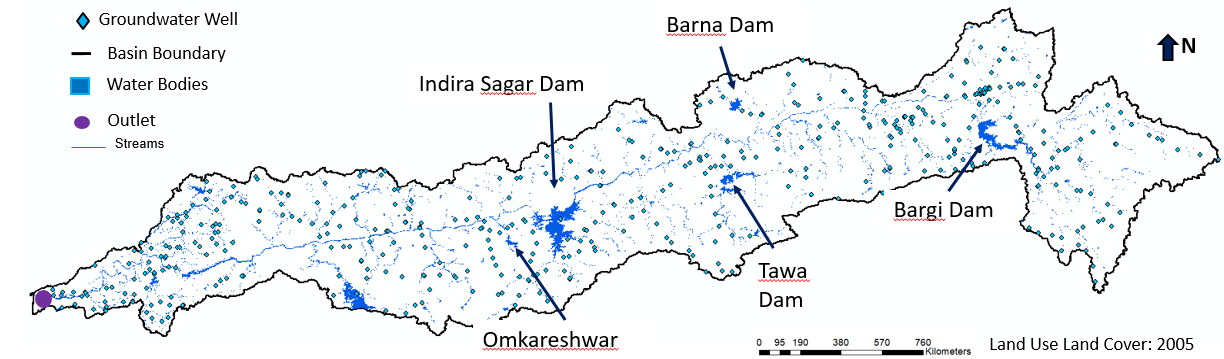 Groundwater Well
Basin Boundary
Water Bodies
Outlet
Streams
Barna Dam
Indira Sagar Dam
N
Bargi Dam
Tawa
Dam
Omkareshwar
0 95 190 380 570 760
Kilometers
Land Use Land Cover: 2005